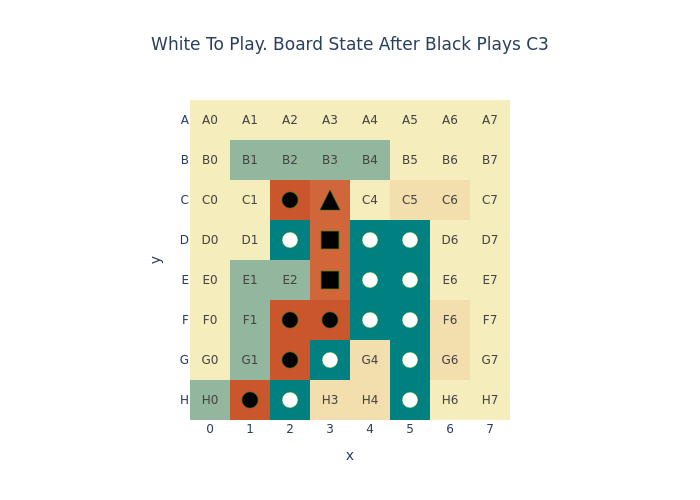 White To Play. Board State After Black Plays C3
A A0 A1 A2 A3 A4 A5 A6 A7
B B0 B1 B2 B3 B4 B5 B6 B7
C C0 C1 C4 C5 C6 C7
D D0 D1 D6 D7
E E0 E1 E2 E6 E7
F F0 F1 F6 F7
G G0 G1 G4 G6 G7
H H0 H3 H4 H6 H7
0 1 2 3 4 5 6 7
x
y